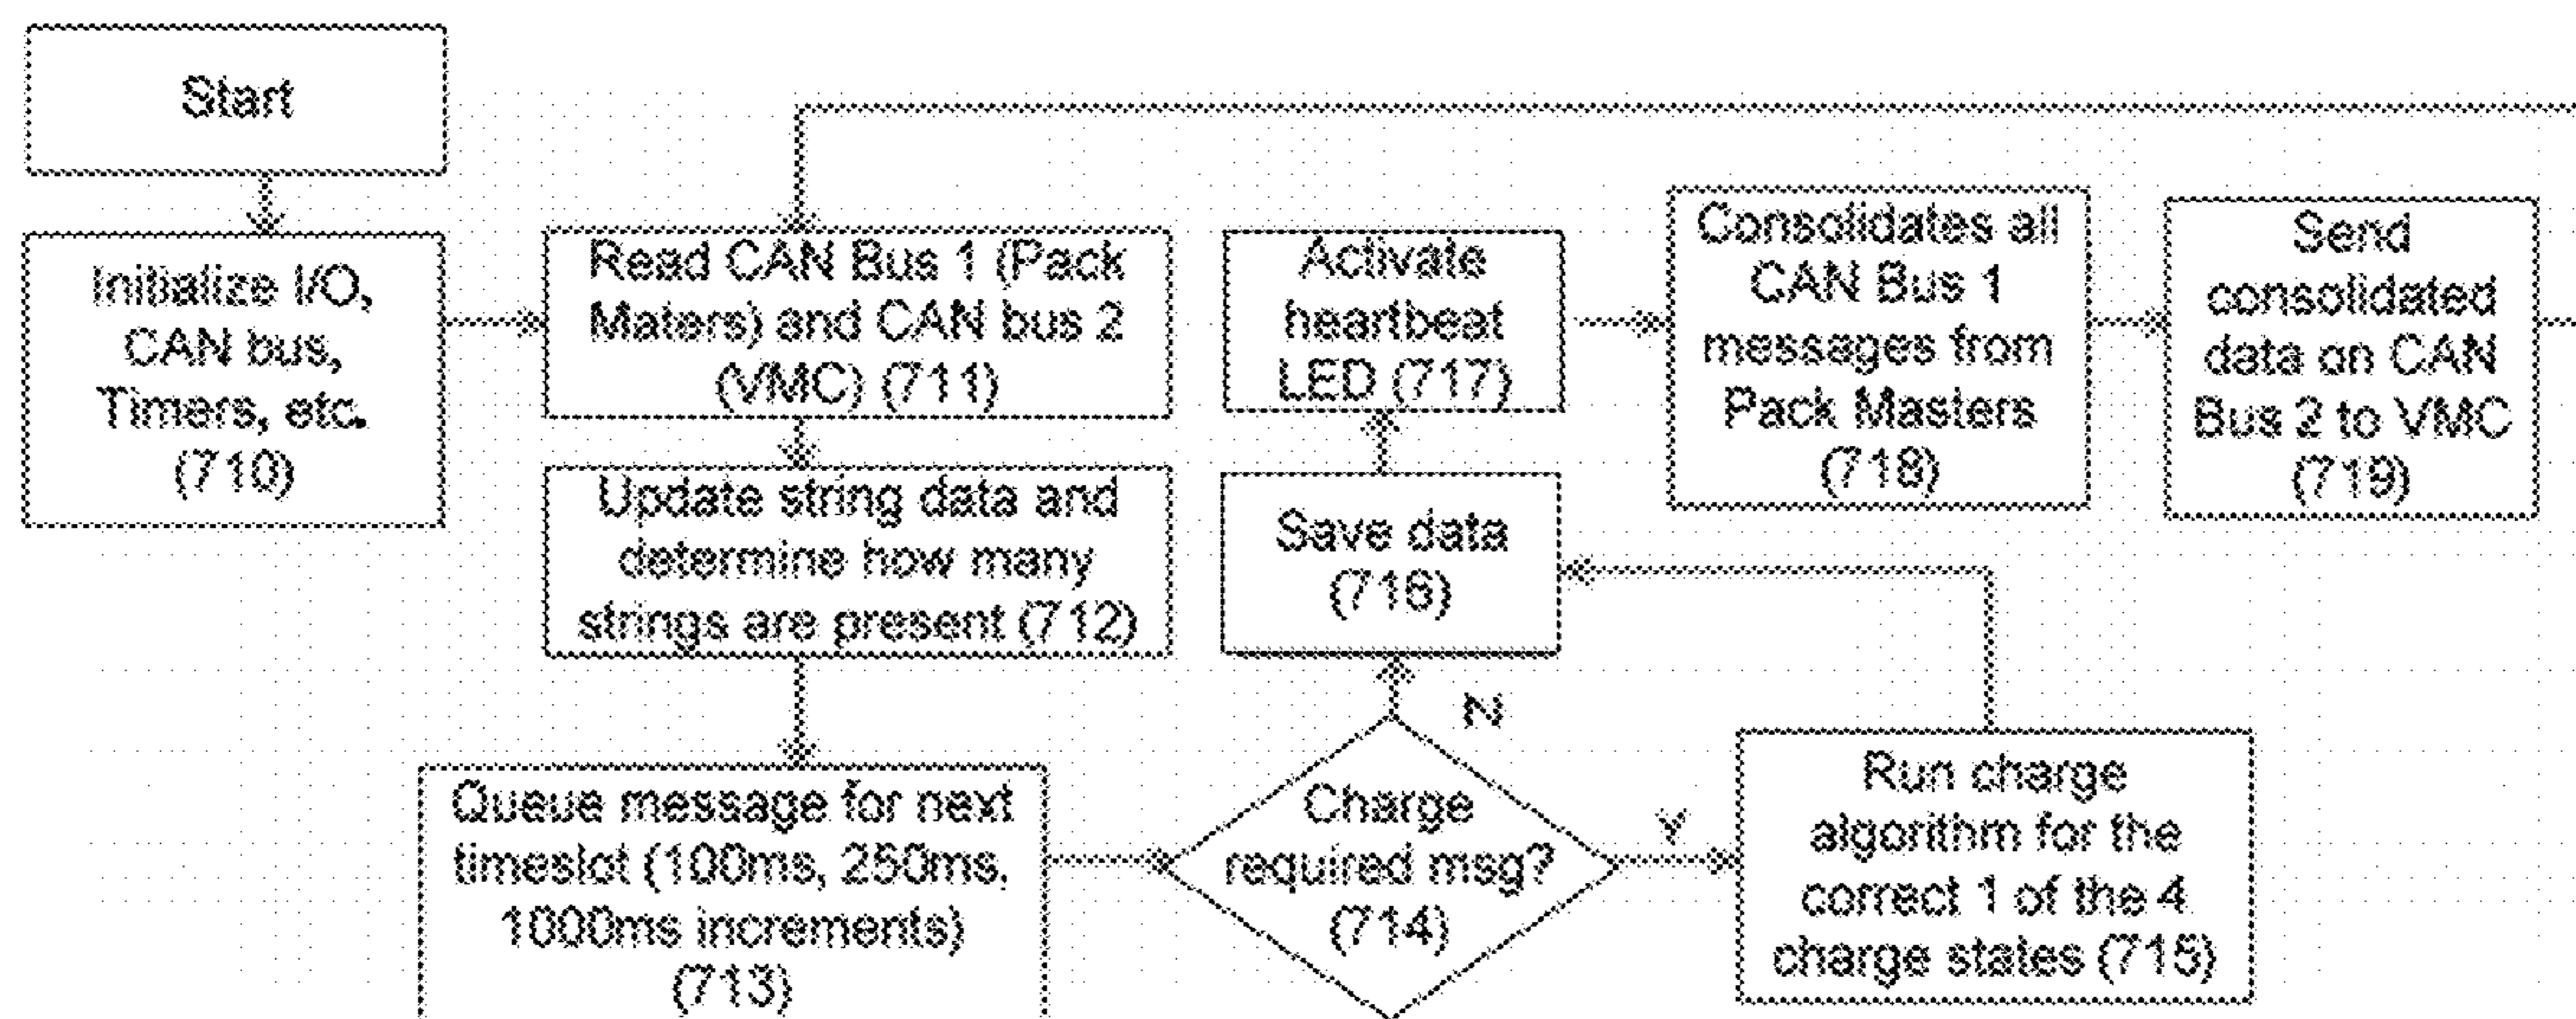 Start
Initialize I/O,
CAN bus,
Timers, etc.
(710)
Read CAN Bus 1 (Pack
Maters) and CAN bus 2
(VMC) (711)
Update string data and
determine how many
strings are present (712)
Queue message for next
timeslot (100ms, 250ms,
1000ms increments)
(713)
Charge
required msg?
(714)
N
Y
Run charge
algorithm for the
correct 1 of the 4
charge states (715)
Save data
(716)
Activate
heartbeat
LED (717)
Consolidates all
CAN Bus 1
messages from
Pack Masters
(718)
Send
consolidated
data on CAN
Bus 2 to VMC
(719)